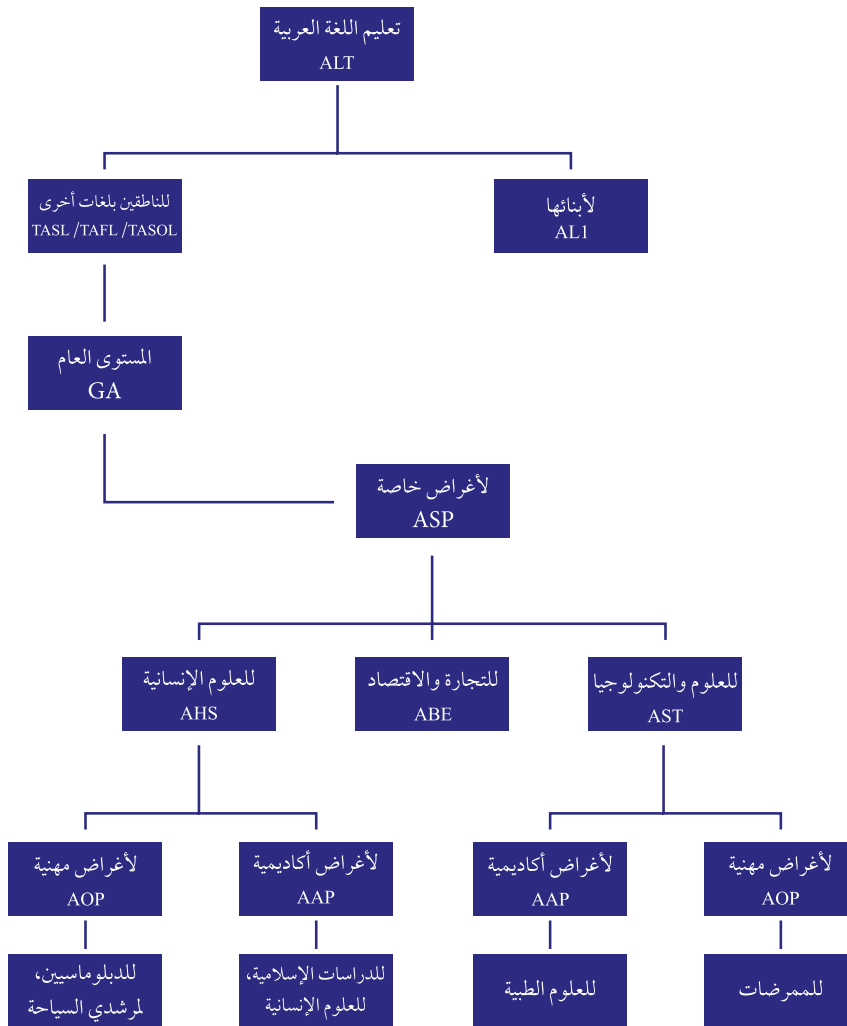 تعليم اللغة العربية
ALT
لأبنائها
AL1
للناطقين بلغات أخرى
TASL /TAFL /TASOL
المستوى العام
GA
لأغراض خاصة
ASP
للعلوم والتكنولوجيا
AST
للتجارة والاقتصاد
ABE
للعلوم الإنسانية
AHS
لأغراض مهنية
AOP
لأغراض أكاديمية
AAP
لأغراض أكاديمية
AAP
لأغراض مهنية
AOP
للممرضات
للعلوم الطبية
للدراسات الإسلامية،
للعلوم الإنسانية
للدبلوماسيين،
لمرشدي السياحة